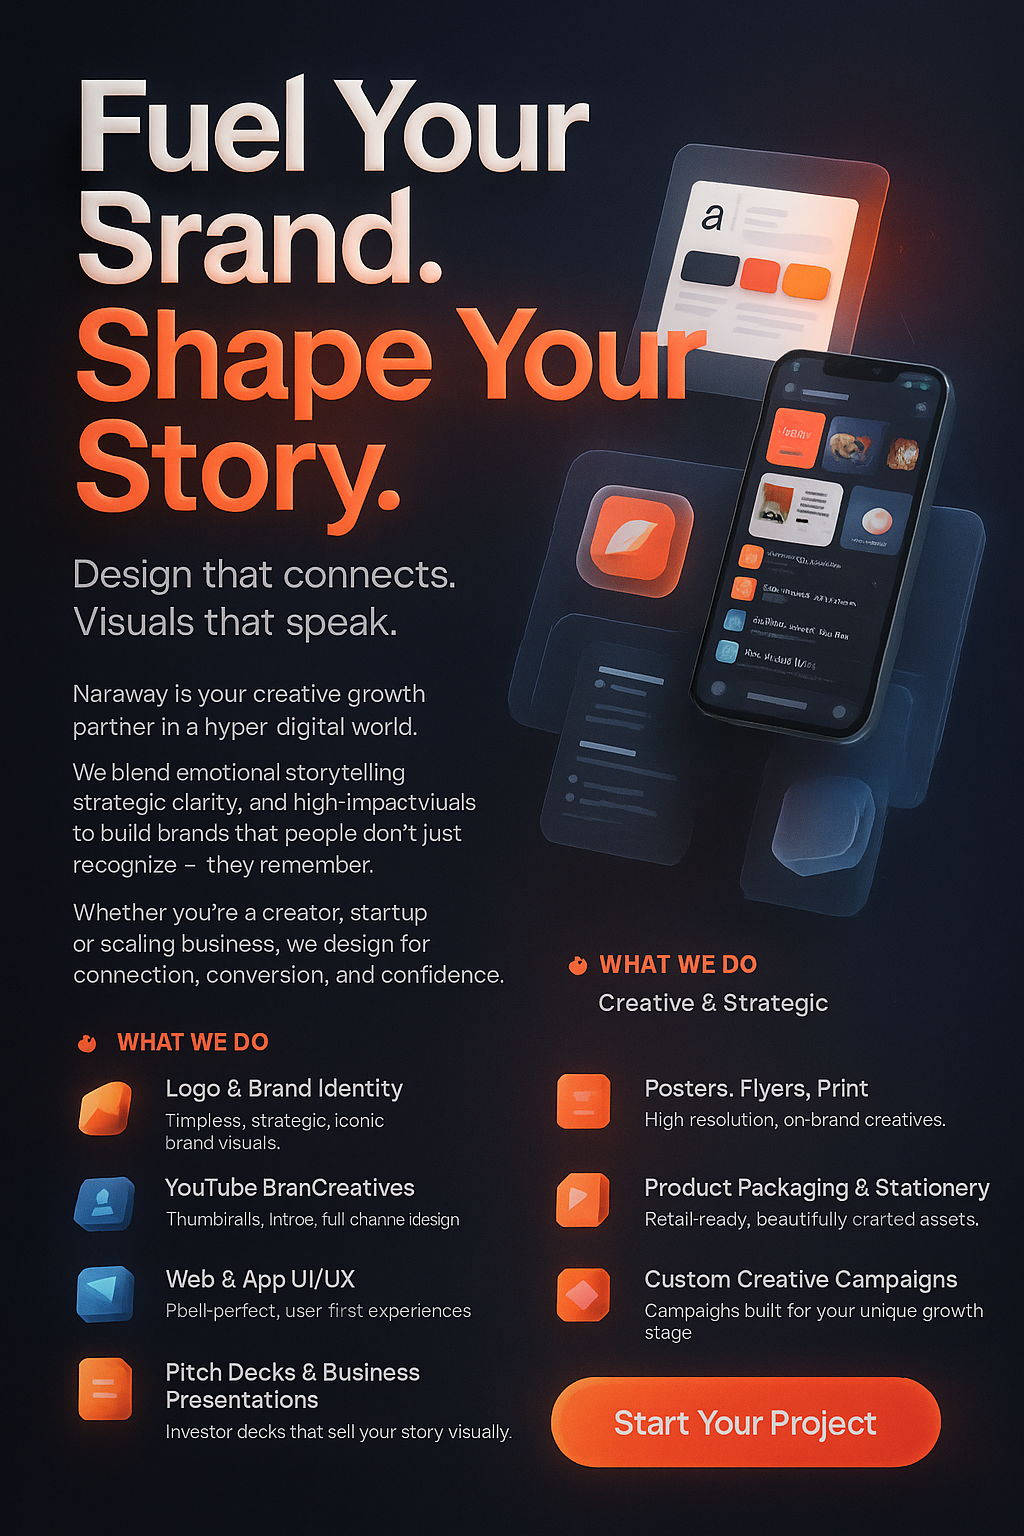 Fuel Your
Srand.
Shape Your
Story.
Design that connects.
Visuals that speak.
Naraway is your creative growth
partner in a hyper digital world.
We blend emotional storytelling
strategic clarity, and high-impactviuals
to build brands that people don't just
recognize – they remember.
Whether you're a creator, startup
or scaling business, we design for
connection, conversion, and confidence.
WHAT WE DO
Logo & Brand Identity
Timpless, strategic, iconic
brand visuals.
YouTube BranCreatives
Thumbiralls, Introe, full channe idesign
Web & App UI/UX
Pbell-perfect, user first experiences
Pitch Decks & Business
Presentations
Investor decks that sell your story visually.
a
WHAT WE DO
Creative & Strategic
Posters. Flyers, Print
High resolution, on-brand creatives.
Product Packaging & Stationery
Retail-ready, beautifully crarted assets.
Custom Creative Campaigns
Campaighs built for your unique growth
stage
Start Your Project